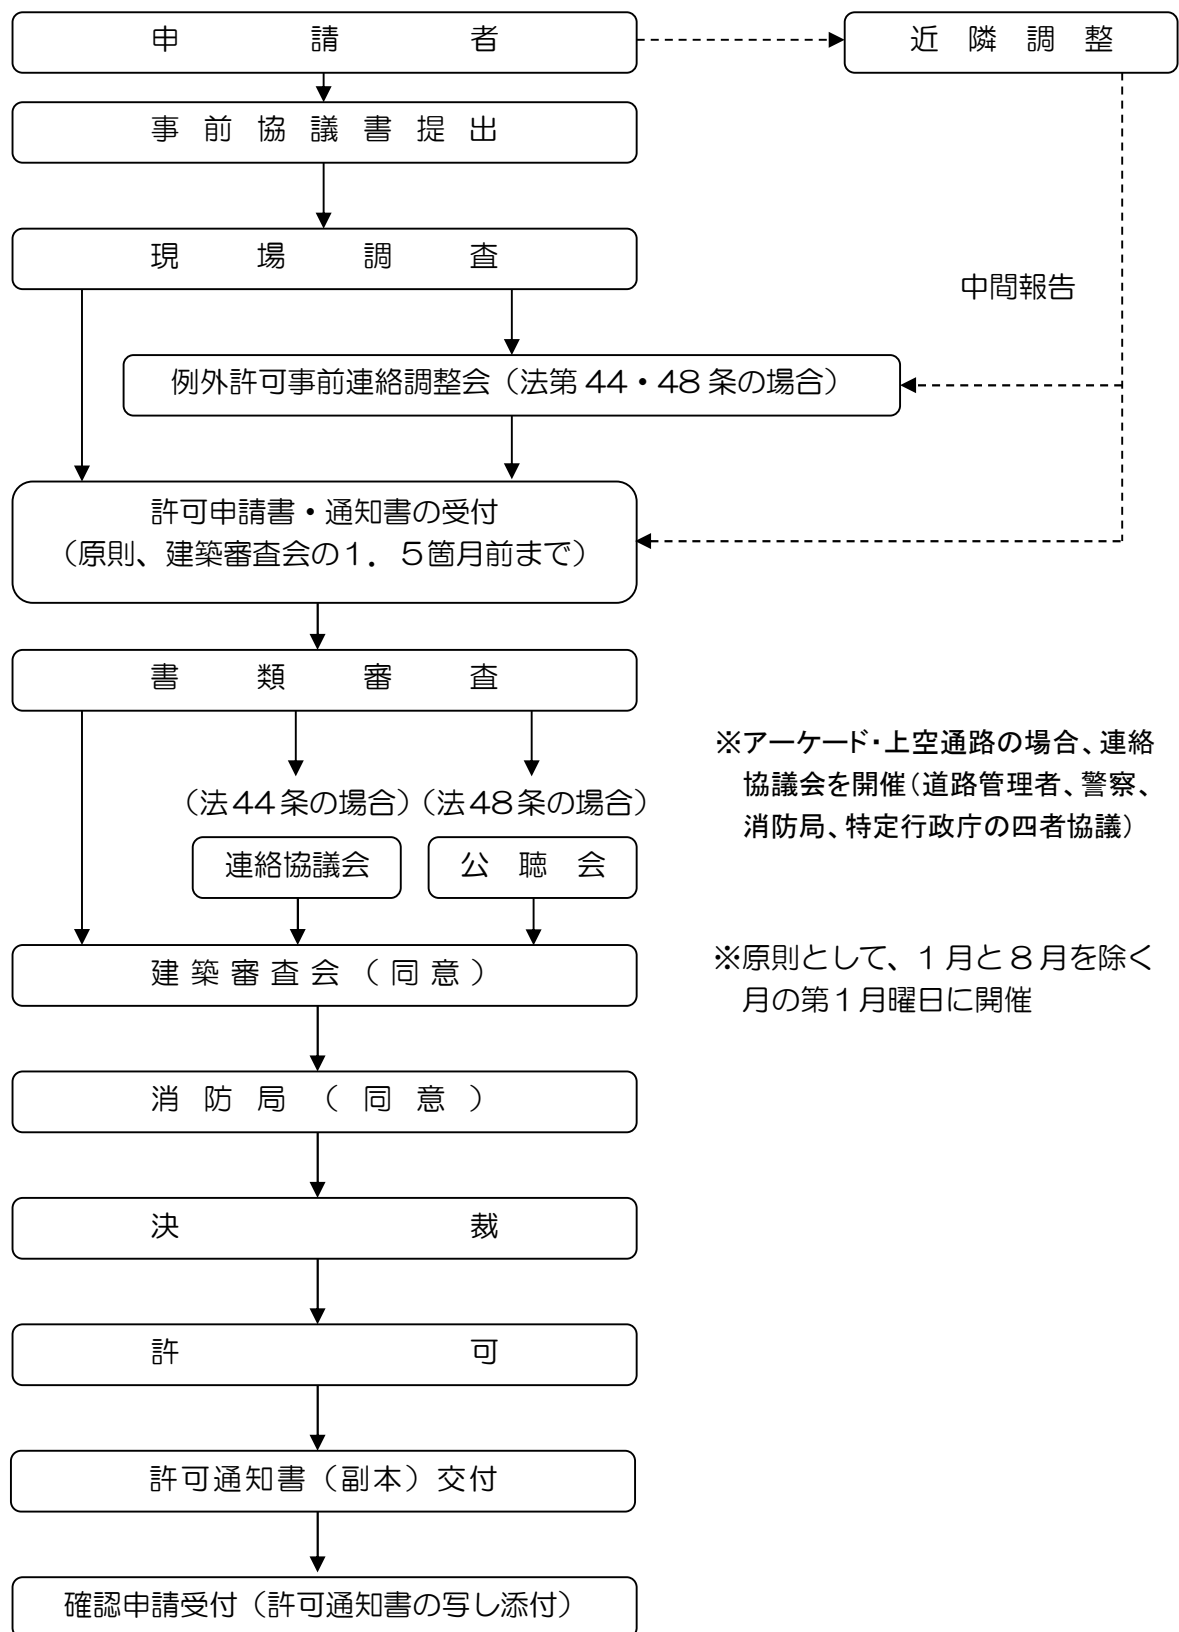 申請者
近隣調整
事前協議書提出
現場調査
中間報告
例外許可事前連絡調整会（法第44・48条の場合）
許可申請書・通知書の受付
（原則、建築審査会の１．５箇月前まで）
書類審査
※アーケード・上空通路の場合、連絡
協議会を開催（道路管理者、警察、
消防局、特定行政庁の四者協議）
（法44条の場合）（法48条の場合）
連絡協議会
公聴会
建築審査会（同意）
※原則として、１月と８月を除く
月の第１月曜日に開催
消防局（同意）
決裁
許可
許可通知書（副本）交付
確認申請受付（許可通知書の写し添付）